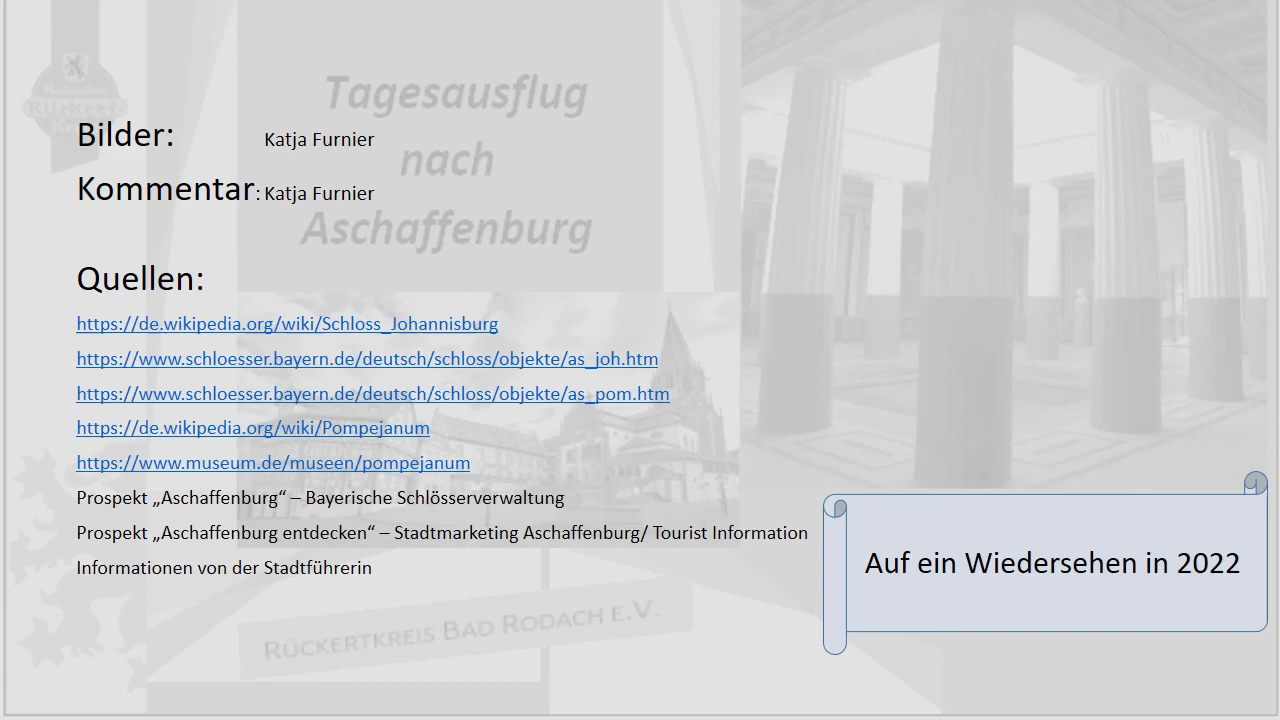 Tagesausflug
nach
Aschaffenburg
Bilder: Katja Furnier
Kommentar: Katja Furnier
Quellen:
https://de.wikipedia.org/wiki/Schloss_Johannisburg
https://www.schloesser.bayern.de/deutsch/schloss/objekte/as_joh.htm
https://www.schloesser.bayern.de/deutsch/schloss/objekte/as_pom.htm
https://de.wikipedia.org/wiki/Pompejanum
https://www.museum.de/museen/pompejanum
Prospekt „Aschaffenburg“ – Bayerische Schlösserverwaltung
Prospekt „Aschaffenburg entdecken“ – Stadtmarketing Aschaffenburg/ Tourist Information
Informationen von der Stadtführerin
Auf ein Wiedersehen in 2022
RÜCKERTKREIS BAD RODACH E.V.